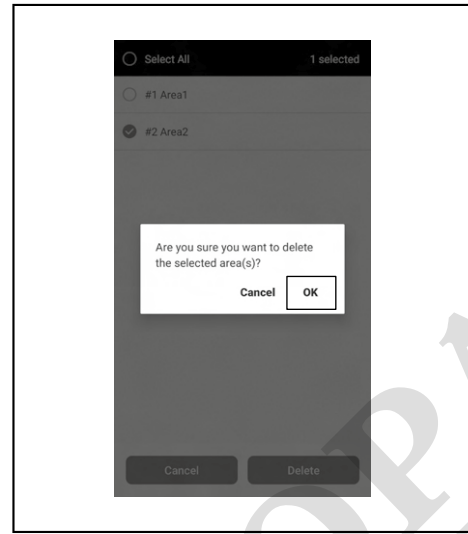 Select All 1 selected
#1 Area1
#2 Area2
Are you sure you want to delete
the selected area(s)?
Cancel OK
Cancel Delete